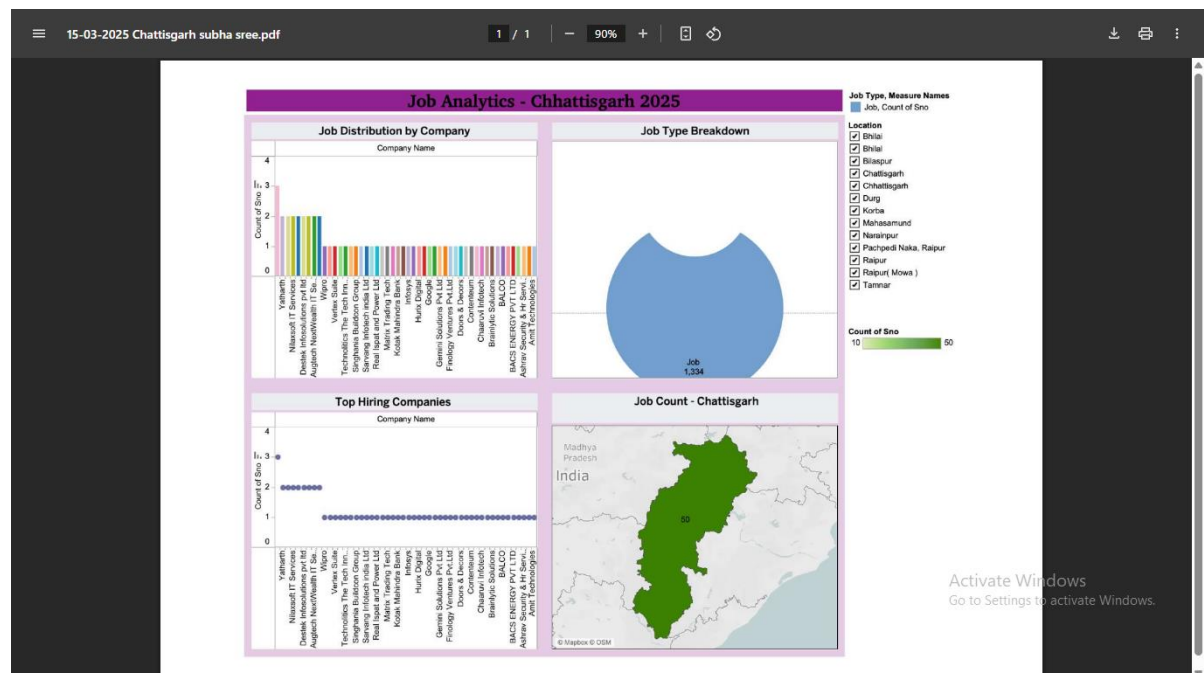 15-03-2025 Chattisgarh subha sree.pdf
1 / 1
90%
Job Analytics - Chhattisgarh 2025
Job Distribution by Company
Company Name
Count of Sno
4
3
2
1
0
Yatharth
Nilaxsoft IT Services
Destek Infosolutions pvt ltd
Augtech NextWealth IT Se..
Wipro
Vertex Suite
Technolitics The Tech Inn..
Singhania Buildcon Group
Sarvang Infotech india Ltd
Real Ispat and Power Ltd
Matrix Trading Tech
Kotak Mahindra Bank
Infosys
Hurix Digital
Google
Gemini Solutions Pvt Ltd
Finology Ventures Pvt.Ltd
Doors & Decors
Contenteum
Chaaruvi Infotech
Brainlytic Solutions
BALCO
BACS ENERGY PVT LTD
Ashrav Security & Hr Servi..
Amit Technologies
Job Type Breakdown
Job
1,334
Top Hiring Companies
Company Name
Count of Sno
4
3
2
1
0
Yatharth
Nilaxsoft IT Services
Destek Infosolutions pvt ltd
Augtech NextWealth IT Se..
Wipro
Vertex Suite
Technolitics The Tech Inn..
Singhania Buildcon Group
Sarvang Infotech india Ltd
Real Ispat and Power Ltd
Matrix Trading Tech
Kotak Mahindra Bank
Infosys
Hurix Digital
Google
Gemini Solutions Pvt Ltd
Finology Ventures Pvt.Ltd
Doors & Decors
Contenteum
Chaaruvi Infotech
Brainlytic Solutions
BALCO
BACS ENERGY PVT LTD
Ashrav Security & Hr Servi..
Amit Technologies
Job Count - Chattisgarh
Madhya
Pradesh
India
50
© Mapbox © OSM
Job Type, Measure Names
Job, Count of Sno
Location
Bhilai
Bhilai
Bilaspur
Chattisgarh
Chhattisgarh
Durg
Korba
Mahasamund
Narainpur
Pachpedi Naka, Raipur
Raipur
Raipur( Mowa )
Tamnar
Count of Sno
10 50
Activate Windows
Go to Settings to activate Windows.